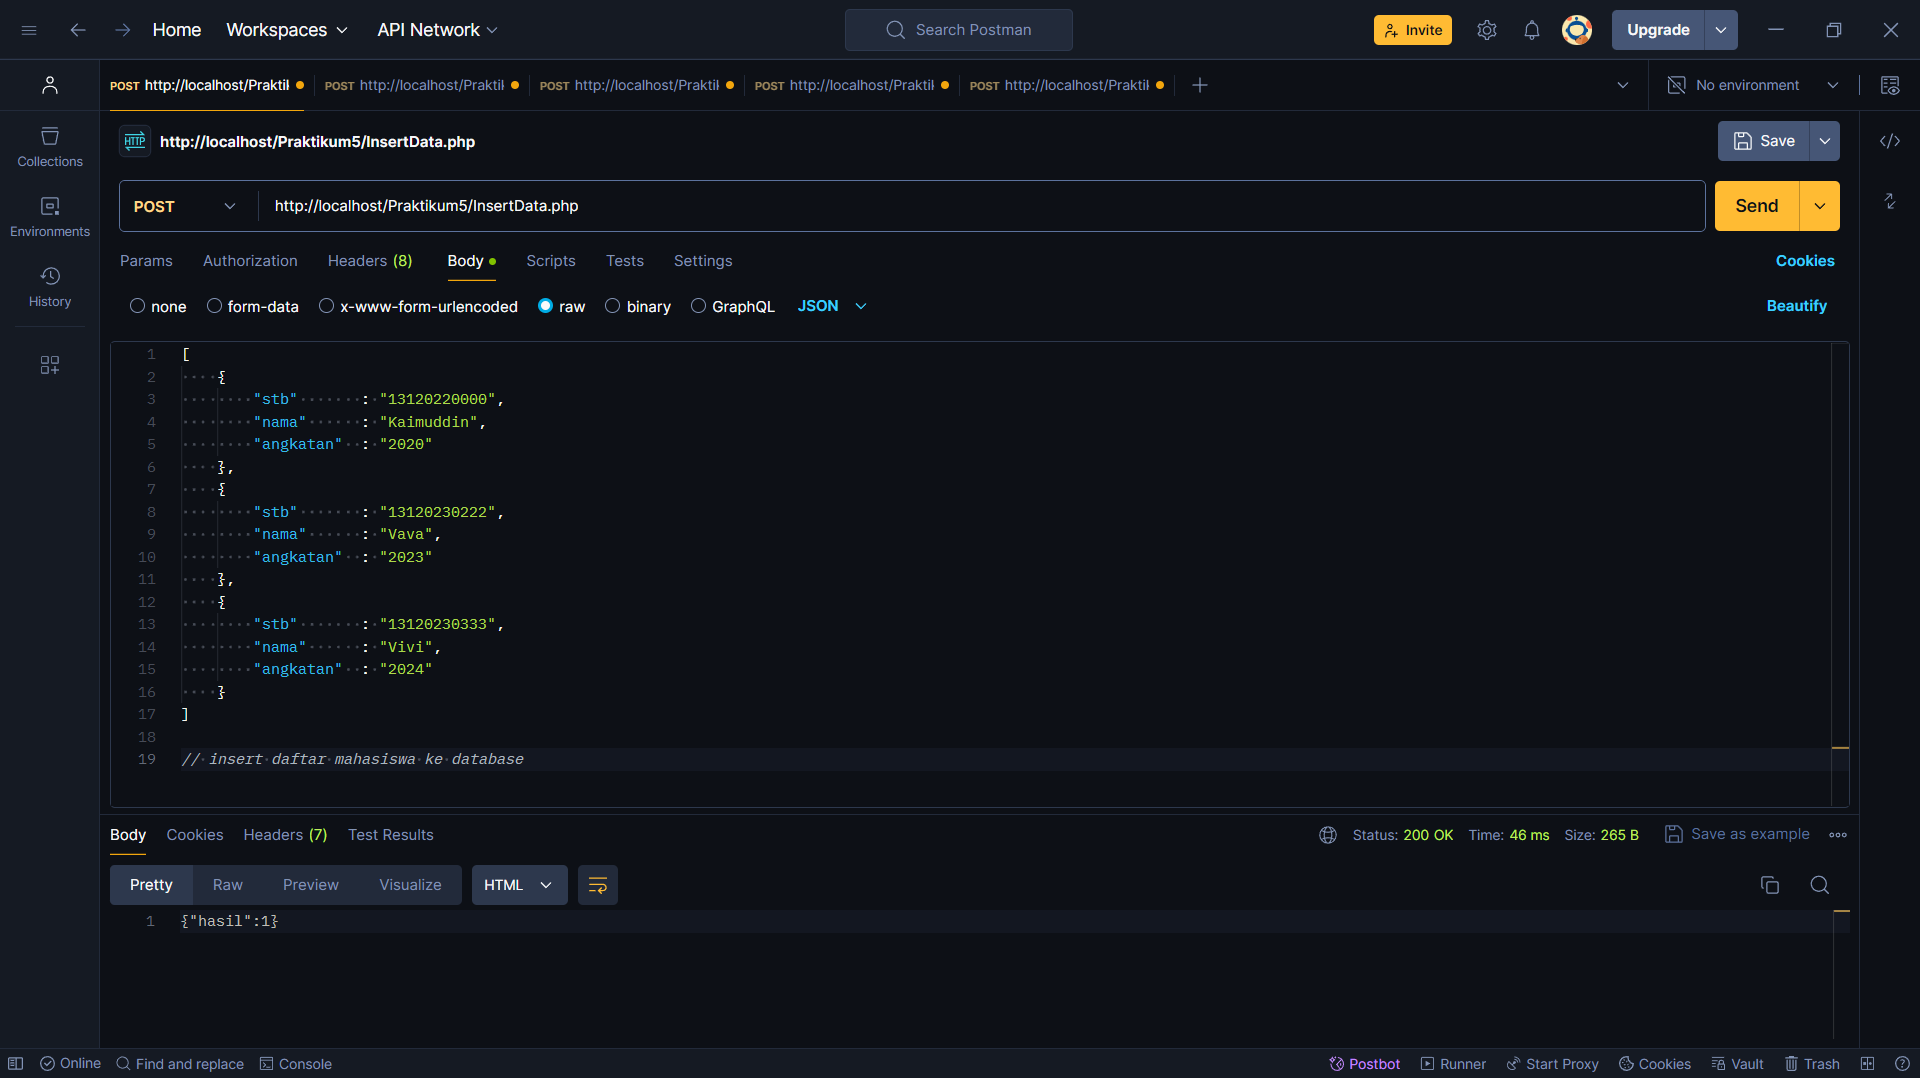 Home Workspaces API Network Search Postman Invite Upgrade
POST http://localhost/Praktik POST http://localhost/Praktik POST http://localhost/Praktik POST http://localhost/Praktik POST http://localhost/Praktik No environment
HTTP http://localhost/Praktikum5/InsertData.php Save
Collections
Environments
History
POST http://localhost/Praktikum5/InsertData.php Send
Params Authorization Headers (8) Body Scripts Tests Settings Cookies
none form-data x-www-form-urlencoded raw binary GraphQL JSON Beautify
1 [
2 {
3 "stb" : "13120220000",
4 "nama" : "Kaimuddin",
5 "angkatan" : "2020"
6 },
7 {
8 "stb" : "13120230222",
9 "nama" : "Vava",
10 "angkatan" : "2023"
11 },
12 {
13 "stb" : "13120230333",
14 "nama" : "Vivi",
15 "angkatan" : "2024"
16 }
17 ]
18
19 // insert daftar mahasiswa ke database
Body Cookies Headers (7) Test Results Status: 200 OK Time: 46 ms Size: 265 B Save as example
Pretty Raw Preview Visualize HTML
1 {"hasil":1}
Online Find and replace Console Postbot Runner Start Proxy Cookies Vault Trash